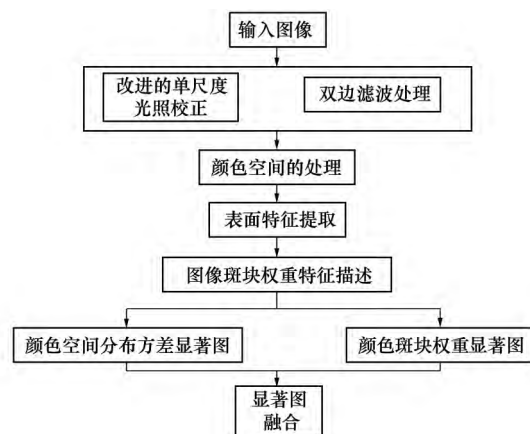 输入图像
改进的单尺度
光照校正
双边滤波处理
颜色空间的处理
表面特征提取
图像斑块权重特征描述
颜色空间分布方差显著图
颜色斑块权重显著图
显著图
融合